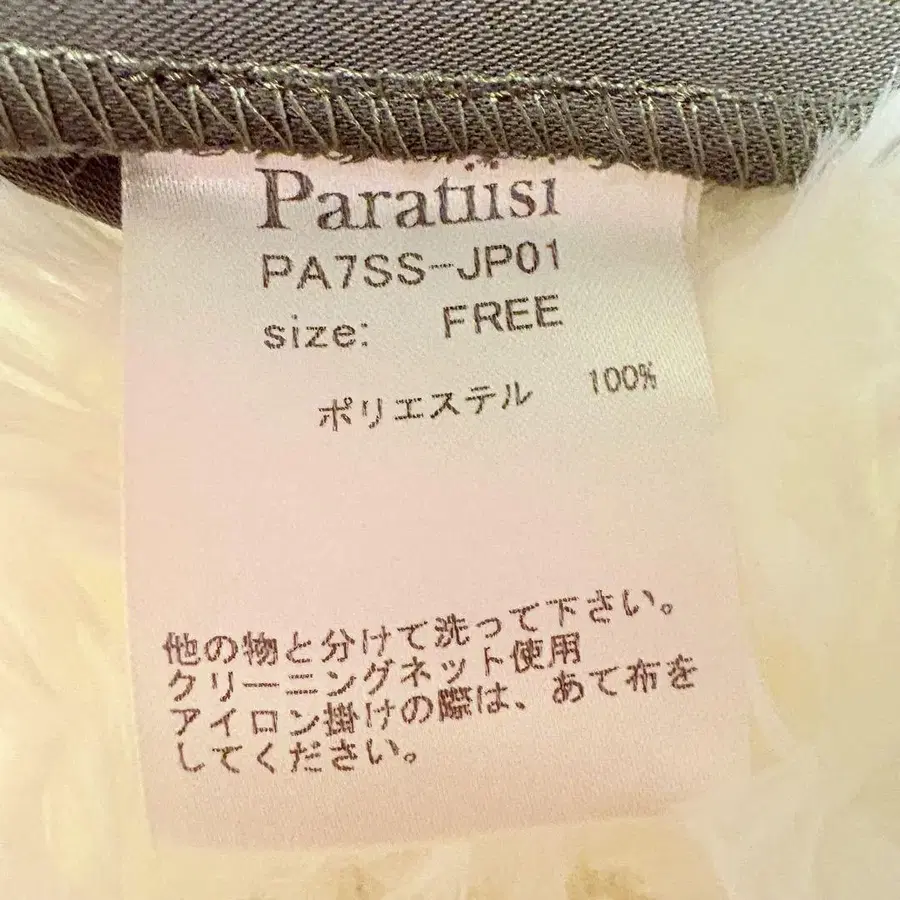 Paratiisi
PA7SS-JP01
size: FREE
ポリエステル 100%
他の物と分けて洗って下さい。
クリーニングネット使用
アイロン掛けの際は、あて布を
してください。